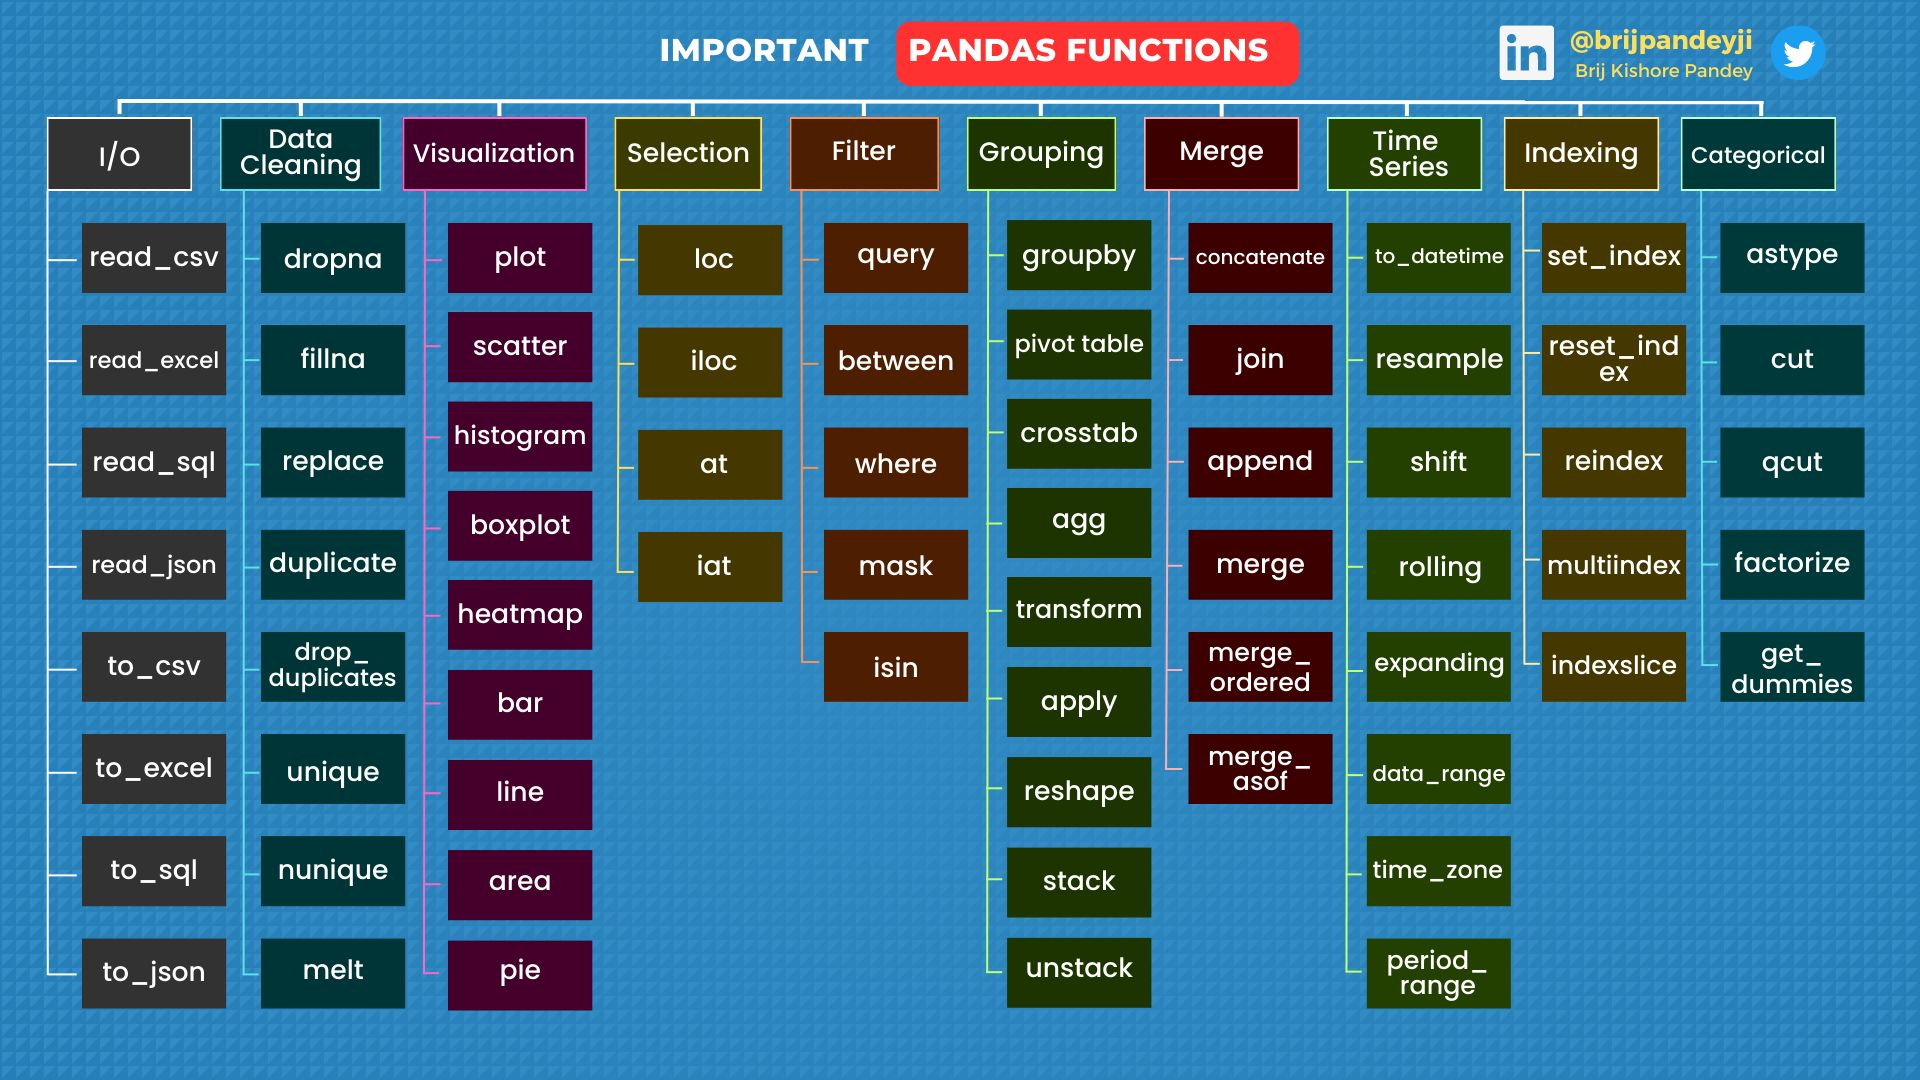 IMPORTANT PANDAS FUNCTIONS
in
@brijpandeyji
Brij Kishore Pandey
I/O
read_csv
read_excel
read_sql
read_json
to_csv
to_excel
to_sql
to_json
Data
Cleaning
dropna
fillna
replace
duplicate
drop_
duplicates
unique
nunique
melt
Visualization
plot
scatter
histogram
boxplot
heatmap
bar
line
area
pie
Selection
loc
iloc
at
iat
Filter
query
between
where
mask
isin
Grouping
groupby
pivot table
crosstab
agg
transform
apply
reshape
stack
unstack
Merge
concatenate
join
append
merge
merge_
ordered
merge_
asof
Time
Series
to_datetime
resample
shift
rolling
expanding
data_range
time_zone
period_
range
Indexing
set_index
reset_ind
ex
reindex
multiindex
indexslice
Categorical
astype
cut
qcut
factorize
get_
dummies